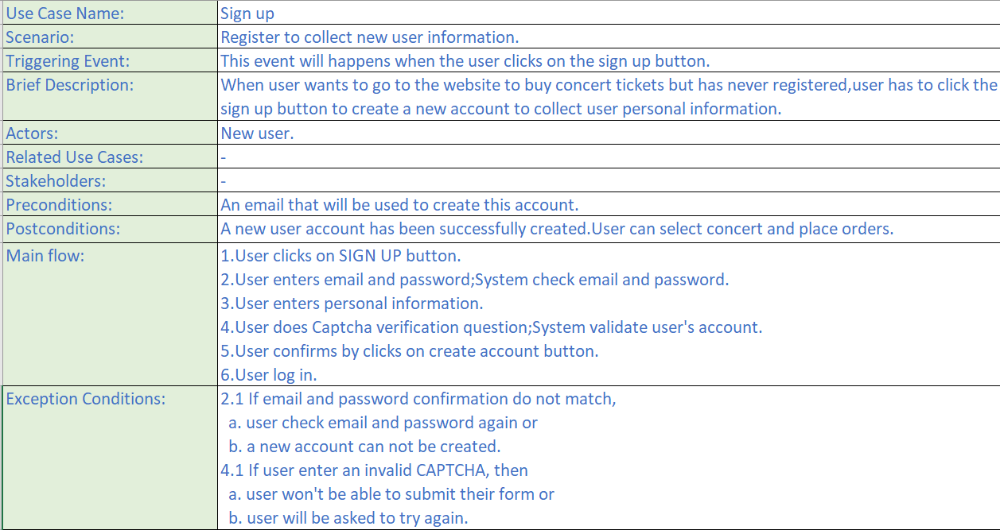 Use Case Name: Sign up
Scenario: Register to collect new user information.
Triggering Event: This event will happens when the user clicks on the sign up button.
Brief Description: When user wants to go to the website to buy concert tickets but has never registered,user has to click the
sign up button to create a new account to collect user personal information.
Actors: New user.
Related Use Cases: -
Stakeholders: -
Preconditions: An email that will be used to create this account.
Postconditions: A new user account has been successfully created.User can select concert and place orders.
Main flow: 1.User clicks on SIGN UP button.
2.User enters email and password;System check email and password.
3.User enters personal information.
4.User does Captcha verification question;System validate user's account.
5.User confirms by clicks on create account button.
6.User log in.
Exception Conditions: 2.1 If email and password confirmation do not match,
a. user check email and password again or
b. a new account can not be created.
4.1 If user enter an invalid CAPTCHA, then
a. user won't be able to submit their form or
b. user will be asked to try again.